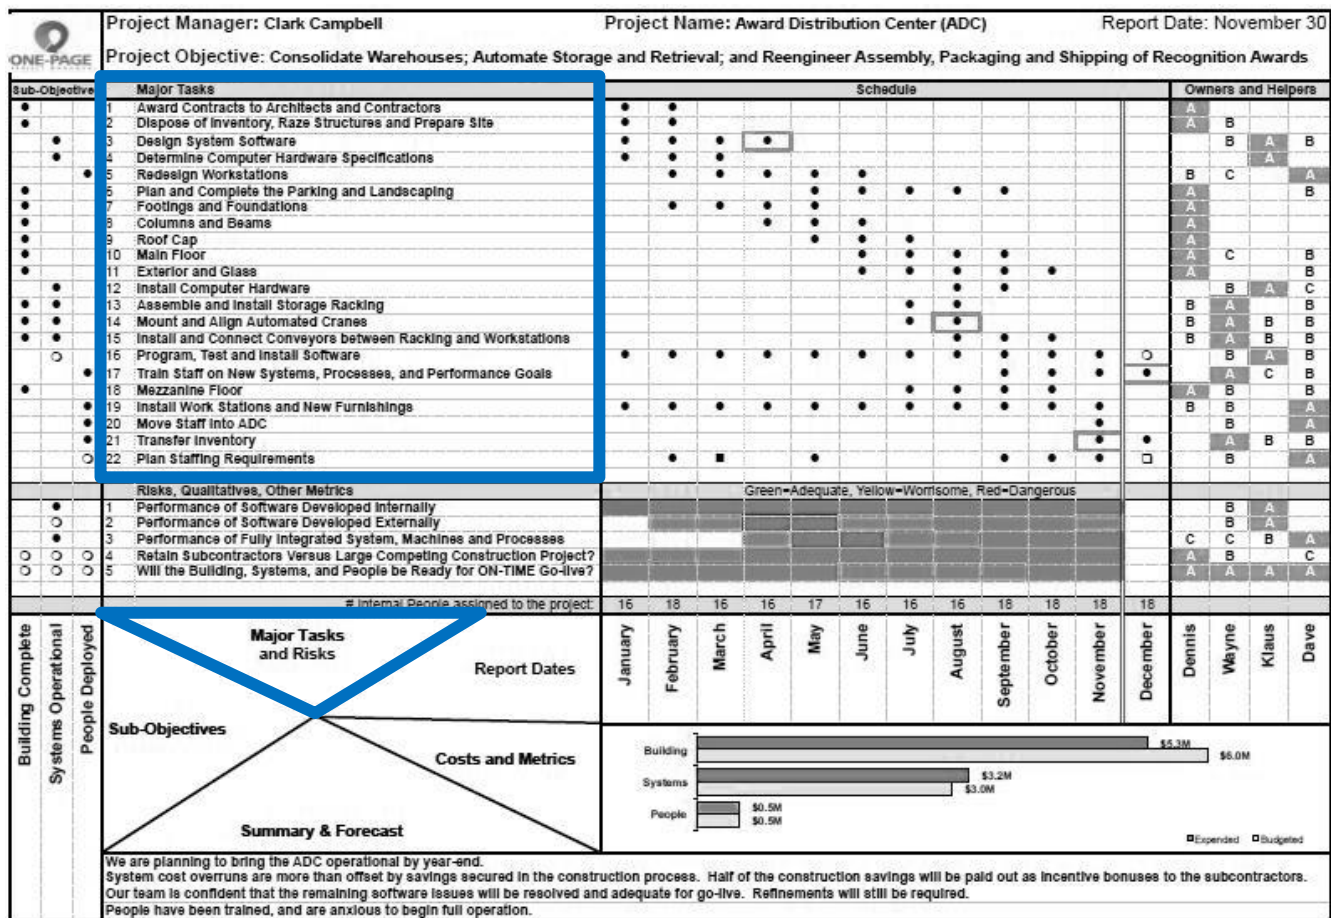 Project Manager: Clark Campbell Project Name: Award Distribution Center (ADC) Report Date: November 30
ONE-PAGE
Project Objective: Consolidate Warehouses; Automate Storage and Retrieval; and Reengineer Assembly, Packaging and Shipping of Recognition Awards
Sub-Objective Major Tasks Schedule Owners and Helpers
1 Award Contracts to Architects and Contractors A
2 Dispose of Inventory, Raze Structures and Prepare Site A B
3 Design System Software B A B
4 Determine Computer Hardware Specifications A
5 Redesign Workstations B C A
6 Plan and Complete the Parking and Landscaping A B
7 Footings and Foundations A
8 Columns and Beams A
9 Roof Cap A
10 Main Floor A C B
11 Exterior and Glass A B
12 Install Computer Hardware B A C
13 Assemble and Install Storage Racking B A B
14 Mount and Align Automated Cranes B A B B
15 Install and Connect Conveyors between Racking and Workstations B A B B
16 Program, Test and Install Software B A B
17 Train Staff on New Systems, Processes, and Performance Goals A C B
18 Mezzanine Floor A B B
19 Install Work Stations and New Furnishings B B A
20 Move Staff into ADC B A
21 Transfer Inventory A B B
22 Plan Staffing Requirements B A
Risks, Qualitatives, Other Metrics Green=Adequate, Yellow=Worrisome, Red=Dangerous
1 Performance of Software Developed Internally B A
2 Performance of Software Developed Externally B A
3 Performance of Fully Integrated System, Machines and Processes C C B A
4 Retain Subcontractors Versus Large Competing Construction Project? A B C
5 Will the Building, Systems, and People be Ready for ON-TIME Go-live? A A A A
# Internal People assigned to the project: 16 18 16 16 17 16 16 16 18 18 18 18
Building Complete
Systems Operational
People Deployed
Major Tasks
and Risks
Report Dates
Sub-Objectives
Costs and Metrics
Summary & Forecast
January
February
March
April
May
June
July
August
September
October
November
December
Dennis
Wayne
Klaus
Dave
Building $5.3M
$6.0M
Systems $3.2M
$3.0M
People $0.5M
$0.5M
Expended Budgeted
We are planning to bring the ADC operational by year-end.
System cost overruns are more than offset by savings secured in the construction process. Half of the construction savings will be paid out as incentive bonuses to the subcontractors.
Our team is confident that the remaining software issues will be resolved and adequate for go-live. Refinements will still be required.
People have been trained, and are anxious to begin full operation.